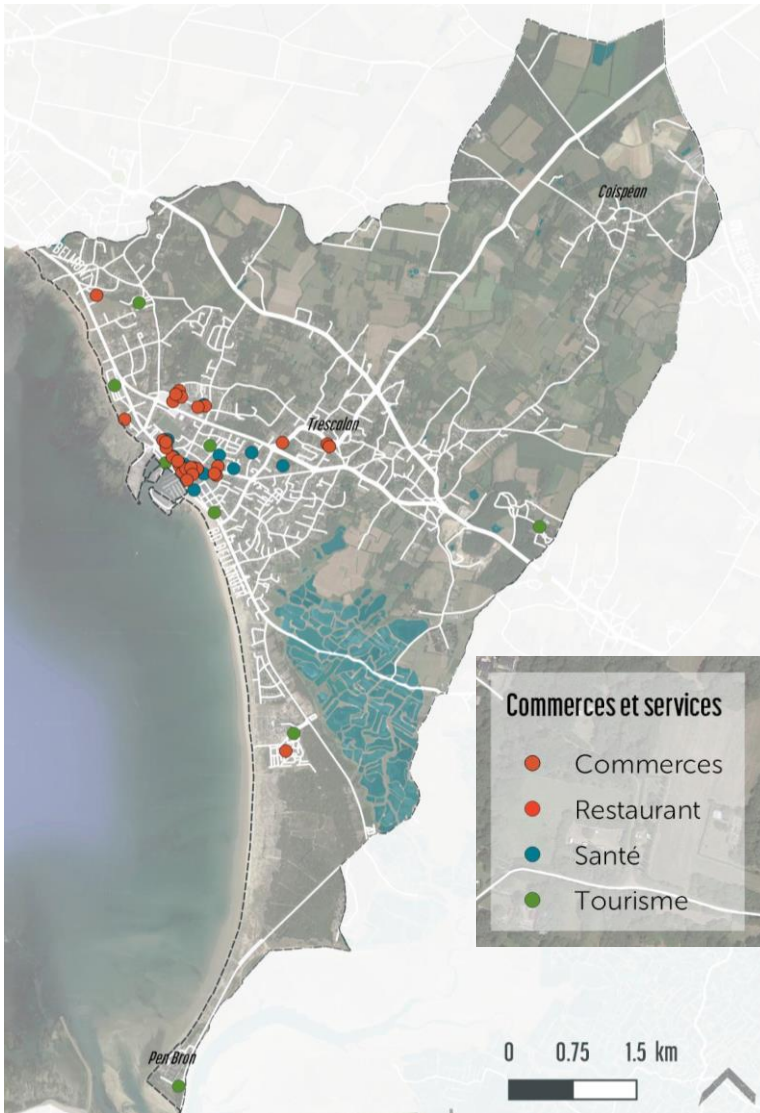 Coispéan
Trescalan
Commerces et services
Commerces
Restaurant
Santé
Tourisme
Pen Bron
0 0.75 1.5 km